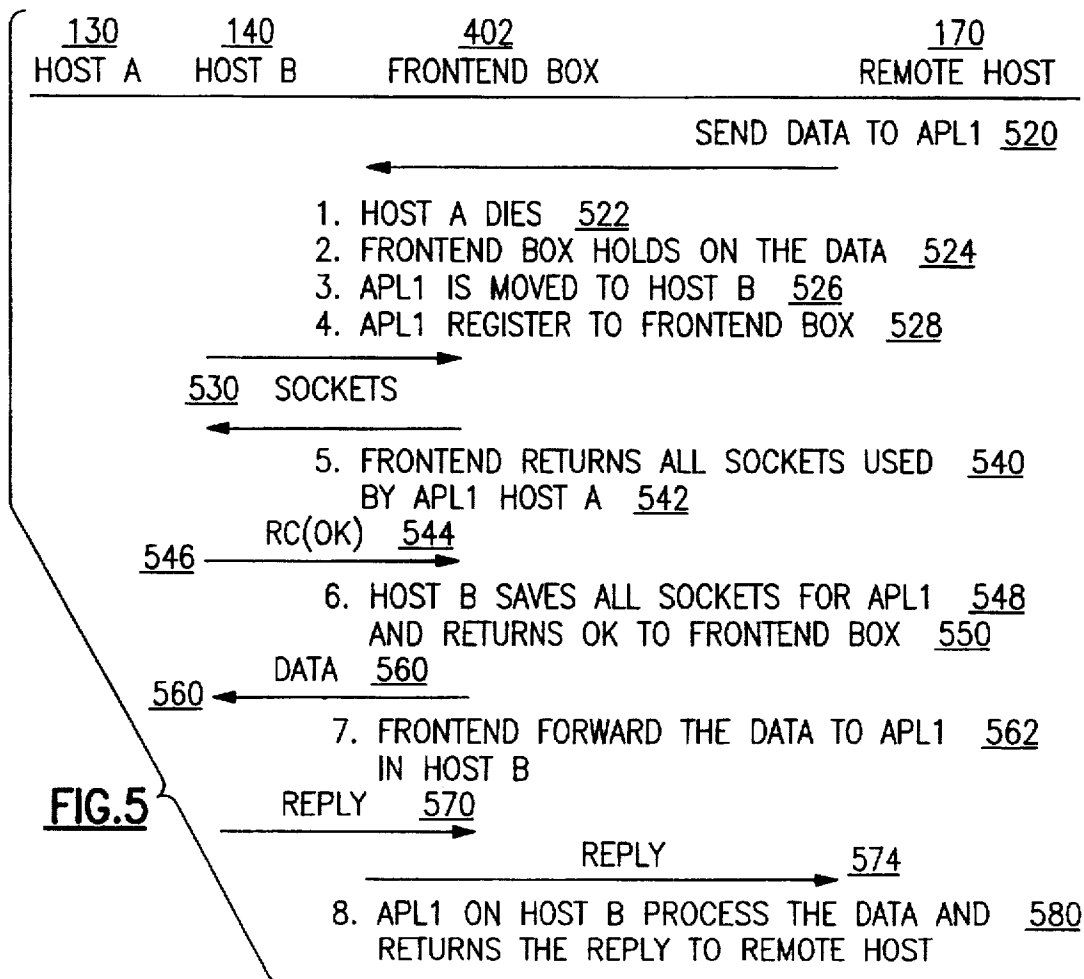 130 140 402 170
HOST A HOST B FRONTEND BOX REMOTE HOST
SEND DATA TO APL1 520
1. HOST A DIES 522
2. FRONTEND BOX HOLDS ON THE DATA 524
3. APL1 IS MOVED TO HOST B 526
4. APL1 REGISTER TO FRONTEND BOX 528
530 SOCKETS
5. FRONTEND RETURNS ALL SOCKETS USED 540
BY APL1 HOST A 542
RC(OK) 544
546
6. HOST B SAVES ALL SOCKETS FOR APL1 548
AND RETURNS OK TO FRONTEND BOX 550
DATA 560
560
7. FRONTEND FORWARD THE DATA TO APL1 562
IN HOST B
FIG.5
REPLY 570
REPLY 574
8. APL1 ON HOST B PROCESS THE DATA AND 580
RETURNS THE REPLY TO REMOTE HOST